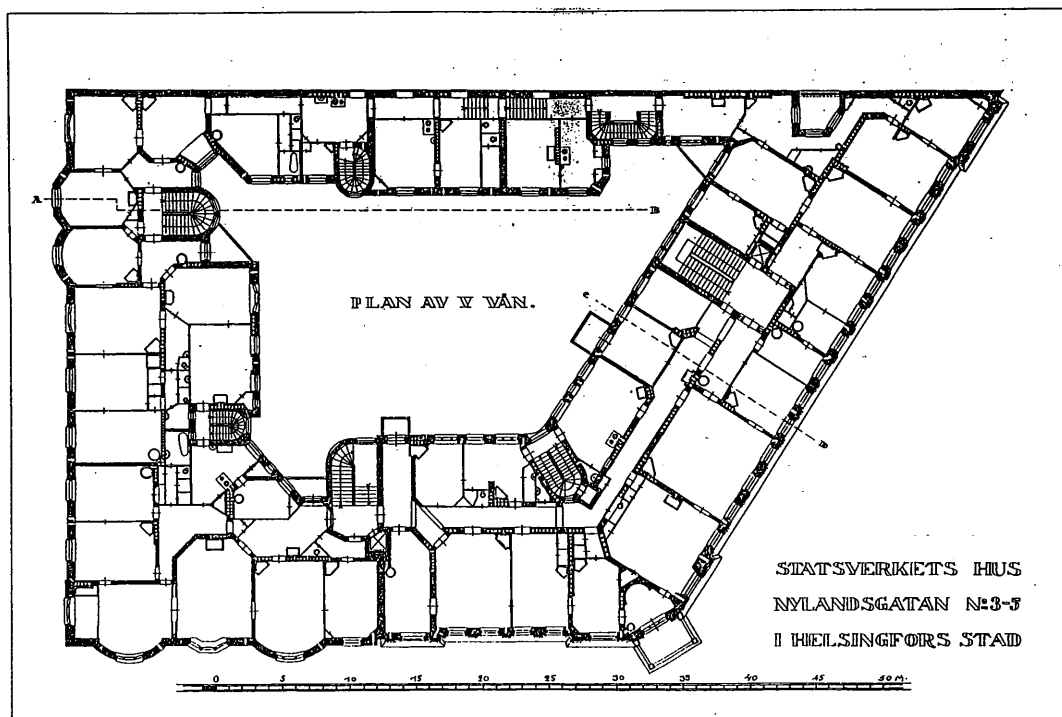 A
B
PLAN AV V VÅN.
C
D
STATSVERKETS HUS
NYLANDSGATAN No: 3-5
I HELSINGFORS STAD
0 5 10 15 20 25 30 35 40 45 50 M.